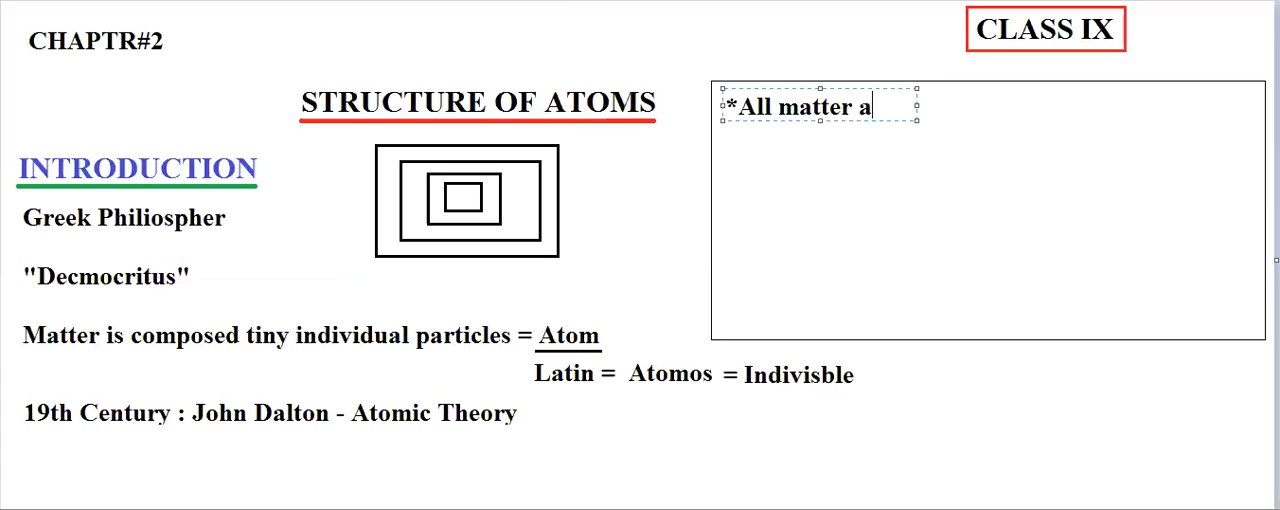 CHAPTR#2
CLASS IX
STRUCTURE OF ATOMS
*All matter a
INTRODUCTION
Greek Philiospher
"Decmocritus"
Matter is composed tiny individual particles = Atom
Latin = Atomos = Indivisble
19th Century : John Dalton - Atomic Theory